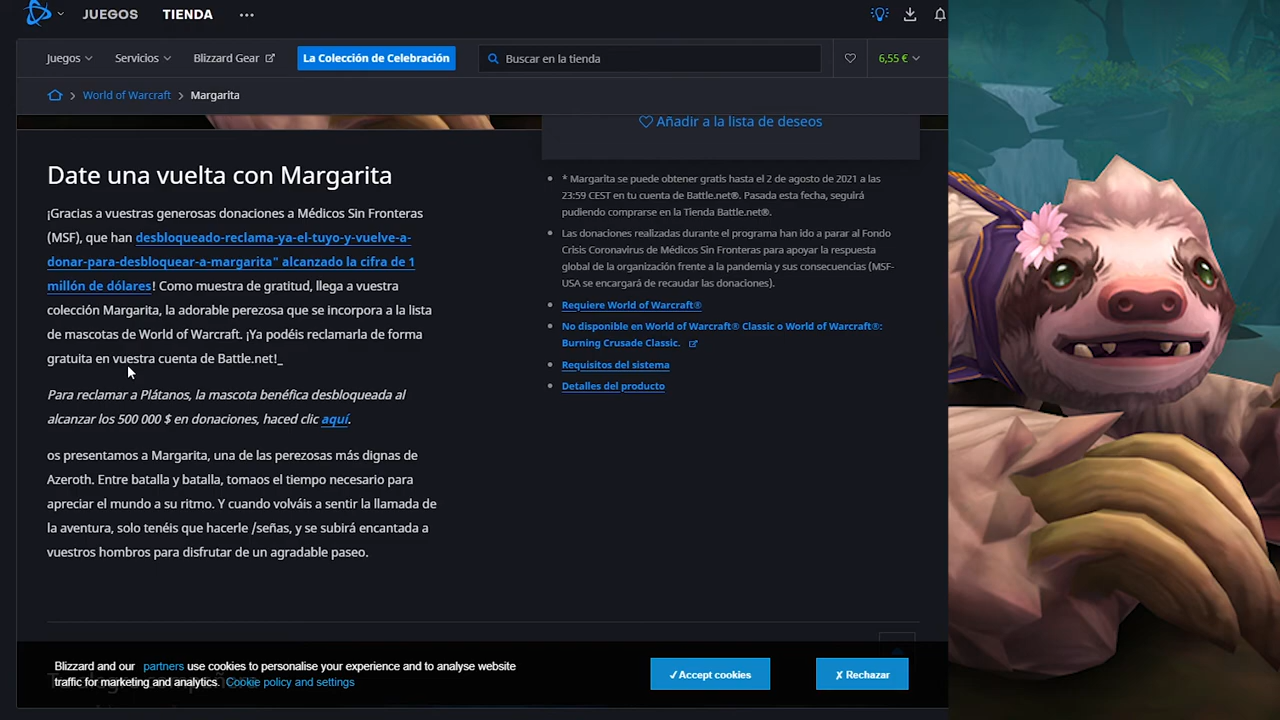 JUEGOS TIENDA ...
Juegos Servicios Blizzard Gear La Colección de Celebración Buscar en la tienda 6,55 €
World of Warcraft > Margarita
Añadir a la lista de deseos
Date una vuelta con Margarita
¡Gracias a vuestras generosas donaciones a Médicos Sin Fronteras
(MSF), que han desbloqueado-reclama-ya-el-tuyo-y-vuelve-a-
donar-para-desbloquear-a-margarita" alcanzado la cifra de 1
millón de dólares! Como muestra de gratitud, llega a vuestra
colección Margarita, la adorable perezosa que se incorpora a la lista
de mascotas de World of Warcraft. ¡Ya podéis reclamarla de forma
gratuita en vuestra cuenta de Battle.net!_
Para reclamar a Plátanos, la mascota benéfica desbloqueada al
alcanzar los 500 000 $ en donaciones, haced clic aquí.
os presentamos a Margarita, una de las perezosas más dignas de
Azeroth. Entre batalla y batalla, tomaos el tiempo necesario para
apreciar el mundo a su ritmo. Y cuando volváis a sentir la llamada de
la aventura, solo tenéis que hacerle /señas, y se subirá encantada a
vuestros hombros para disfrutar de un agradable paseo.
* Margarita se puede obtener gratis hasta el 2 de agosto de 2021 a las
23:59 CEST en tu cuenta de Battle.net®. Pasada esta fecha, seguirá
pudiendo comprarse en la Tienda Battle.net®.
Las donaciones realizadas durante el programa han ido a parar al Fondo
Crisis Coronavirus de Médicos Sin Fronteras para apoyar la respuesta
global de la organización frente a la pandemia y sus consecuencias (MSF-
USA se encargará de recaudar las donaciones).
Requiere World of Warcraft®
No disponible en World of Warcraft® Classic o World of Warcraft®:
Burning Crusade Classic.
Requisitos del sistema
Detalles del producto
Blizzard and our partners use cookies to personalise your experience and to analyse website
traffic for marketing and analytics. Cookie policy and settings
✓Accept cookies
✗ Rechazar